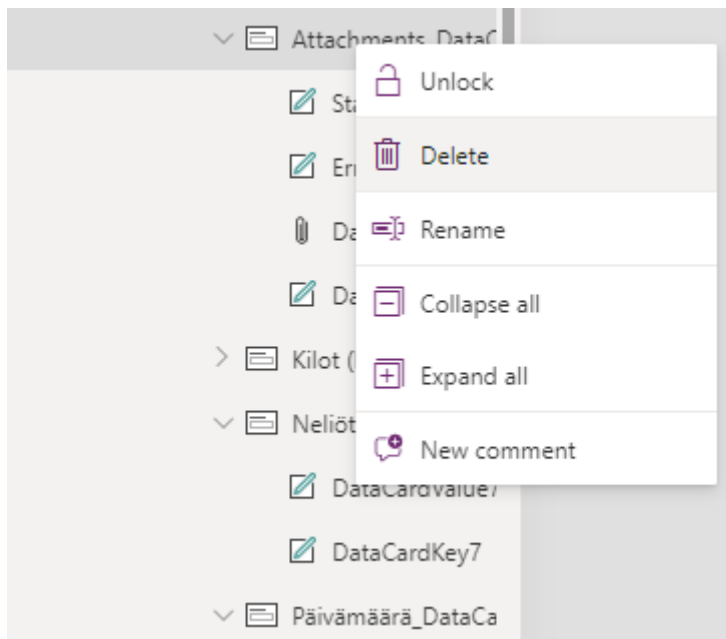 Attachments_DataC
Unlock
Sta
Delete
Err
Rename
Da
Collapse all
Da
Kilot (
Expand all
Neliöt
New comment
DataCardValue7
DataCardKey7
Päivämäärä_DataCa